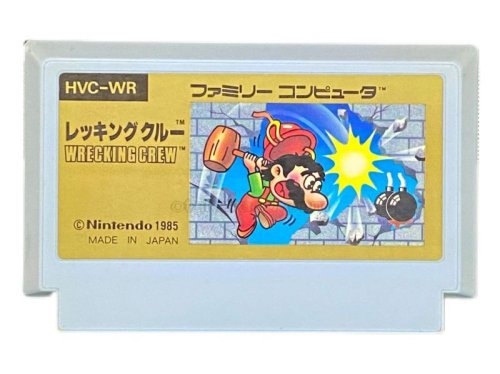 HVC-WR
ファミリー コンピュータ™
レッキングクルー™
WRECKING CREW™
©Nintendo 1985
MADE IN JAPAN